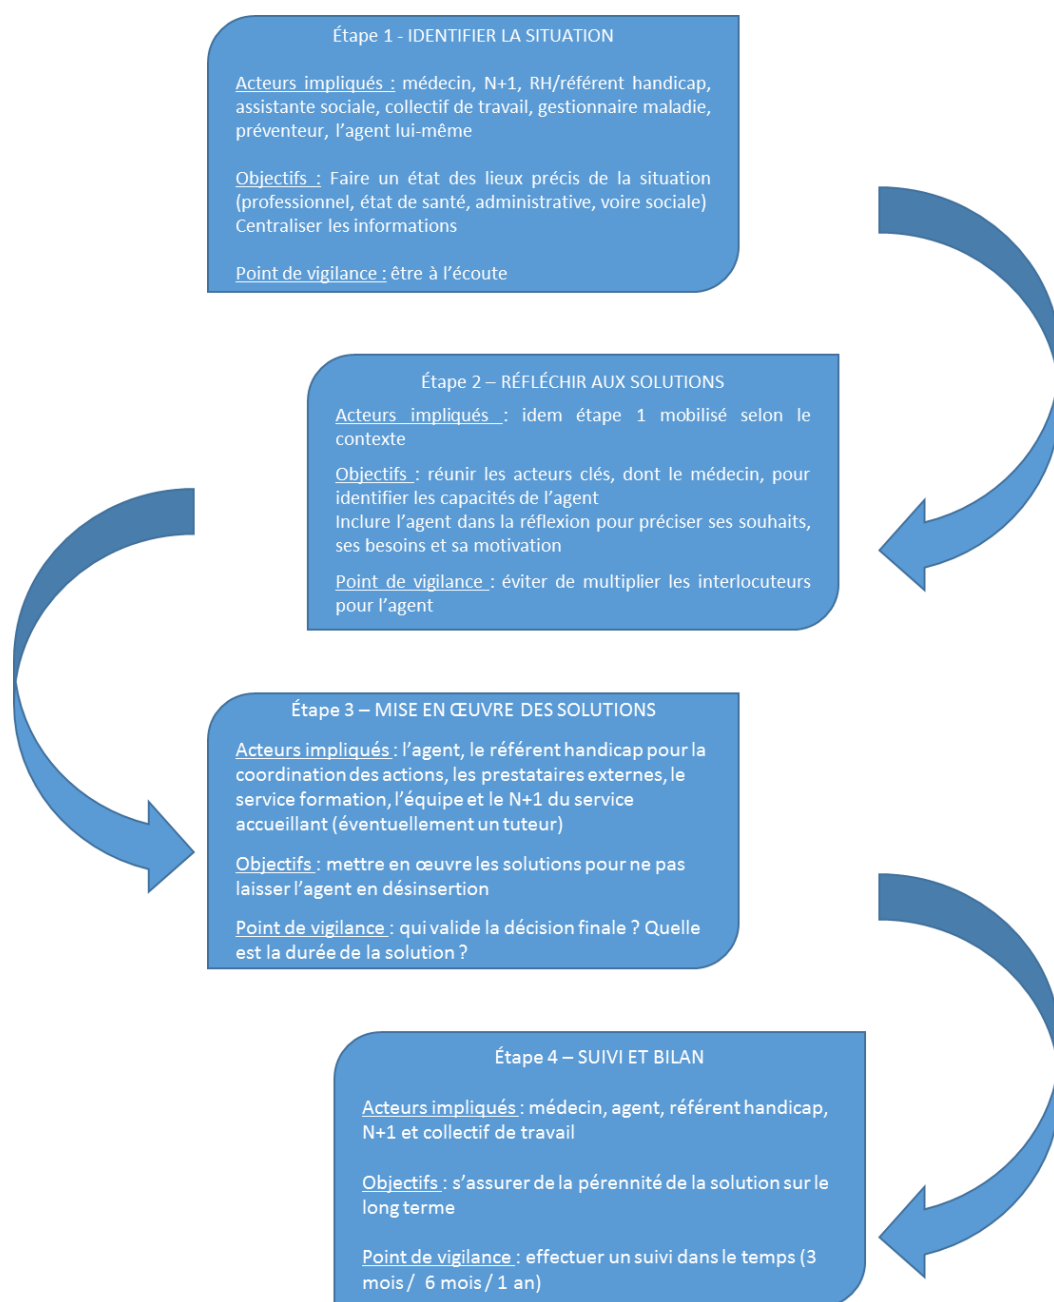 Étape 1 - IDENTIFIER LA SITUATION
Acteurs impliqués : médecin, N+1, RH/référent handicap,
assistante sociale, collectif de travail, gestionnaire maladie,
préventeur, l’agent lui-même
Objectifs : Faire un état des lieux précis de la situation
(professionnel, état de santé, administrative, voire sociale)
Centraliser les informations
Point de vigilance : être à l’écoute
Étape 2 – RÉFLÉCHIR AUX SOLUTIONS
Acteurs impliqués : idem étape 1 mobilisé selon le
contexte
Objectifs : réunir les acteurs clés, dont le médecin, pour
identifier les capacités de l’agent
Inclure l’agent dans la réflexion pour préciser ses souhaits,
ses besoins et sa motivation
Point de vigilance : éviter de multiplier les interlocuteurs
pour l’agent
Étape 3 – MISE EN ŒUVRE DES SOLUTIONS
Acteurs impliqués : l’agent, le référent handicap pour la
coordination des actions, les prestataires externes, le
service formation, l’équipe et le N+1 du service
accueillant (éventuellement un tuteur)
Objectifs : mettre en œuvre les solutions pour ne pas
laisser l’agent en désinsertion
Point de vigilance : qui valide la décision finale ? Quelle
est la durée de la solution ?
Étape 4 – SUIVI ET BILAN
Acteurs impliqués : médecin, agent, référent handicap,
N+1 et collectif de travail
Objectifs : s’assurer de la pérennité de la solution sur le
long terme
Point de vigilance : effectuer un suivi dans le temps (3
mois / 6 mois / 1 an)